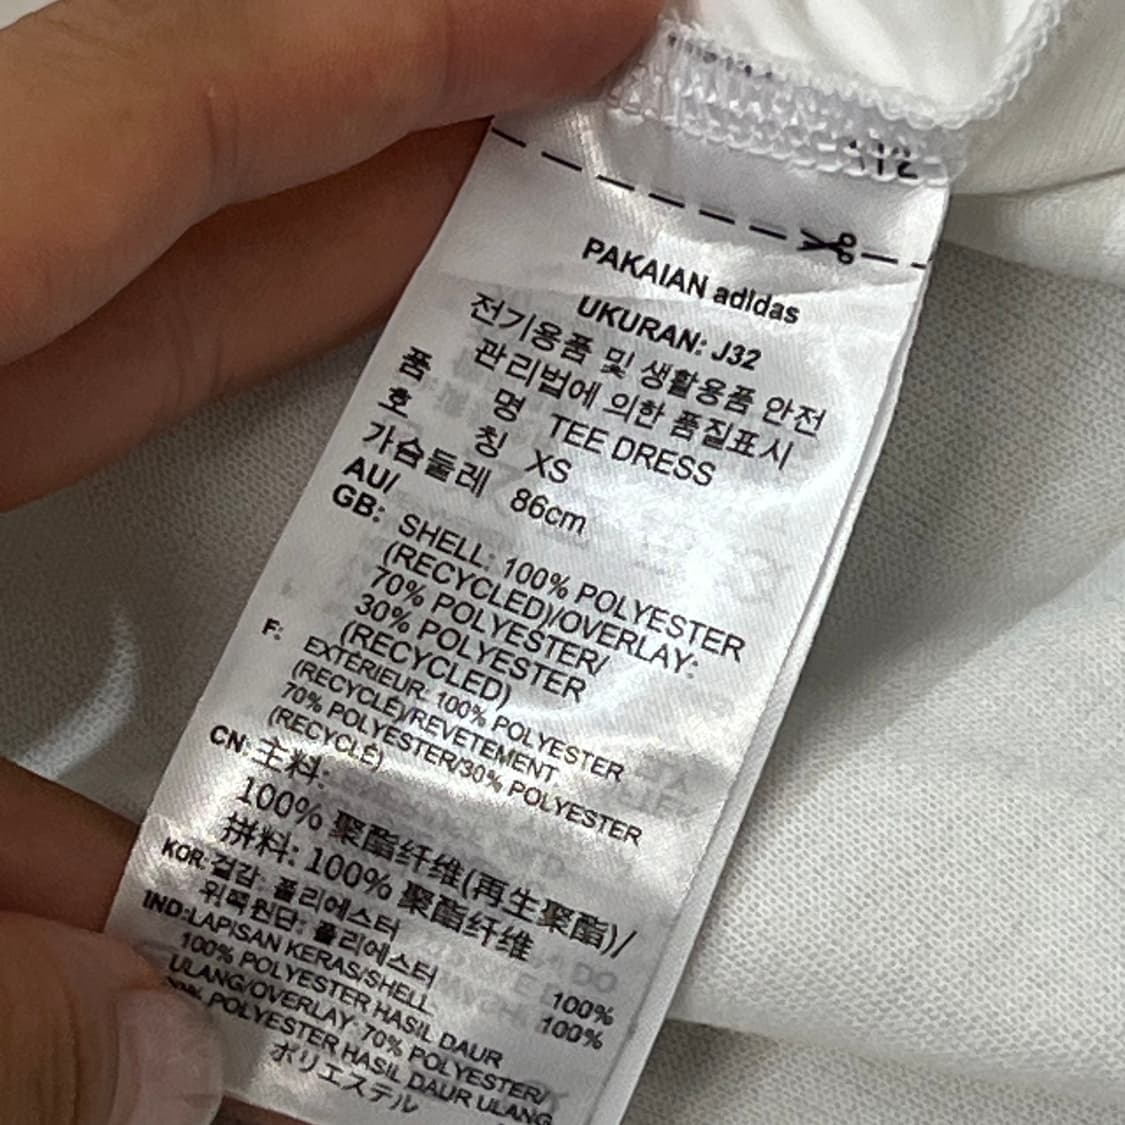 PAKAIAN adidas
UKURAN: J32
전기용품 및 생활용품 안전
관리법에 의한 품질표시
품 명 TEE DRESS
호 칭 XS
가슴둘레 86cm
AU/
GB: SHELL: 100% POLYESTER
(RECYCLED)/OVERLAY:
70% POLYESTER/
30% POLYESTER
(RECYCLED)
F: EXTÉRIEUR: 100% POLYESTER
(RECYCLÉ)/REVETEMENT
70% POLYESTER/30% POLYESTER
(RECYCLÉ)
CN: 主料:
100% 聚酯纤维(再生聚酯)/
拼料: 100% 聚酯纤维
KOR: 겉감: 폴리에스터 100%
위쪽원단: 폴리에스터 100%
IND: LAPISAN KERAS/SHELL
100% POLYESTER HASIL DAUR
ULANG/OVERLAY: 70% POLYESTER/
POLYESTER HASIL DAUR ULANG
ポリエステル